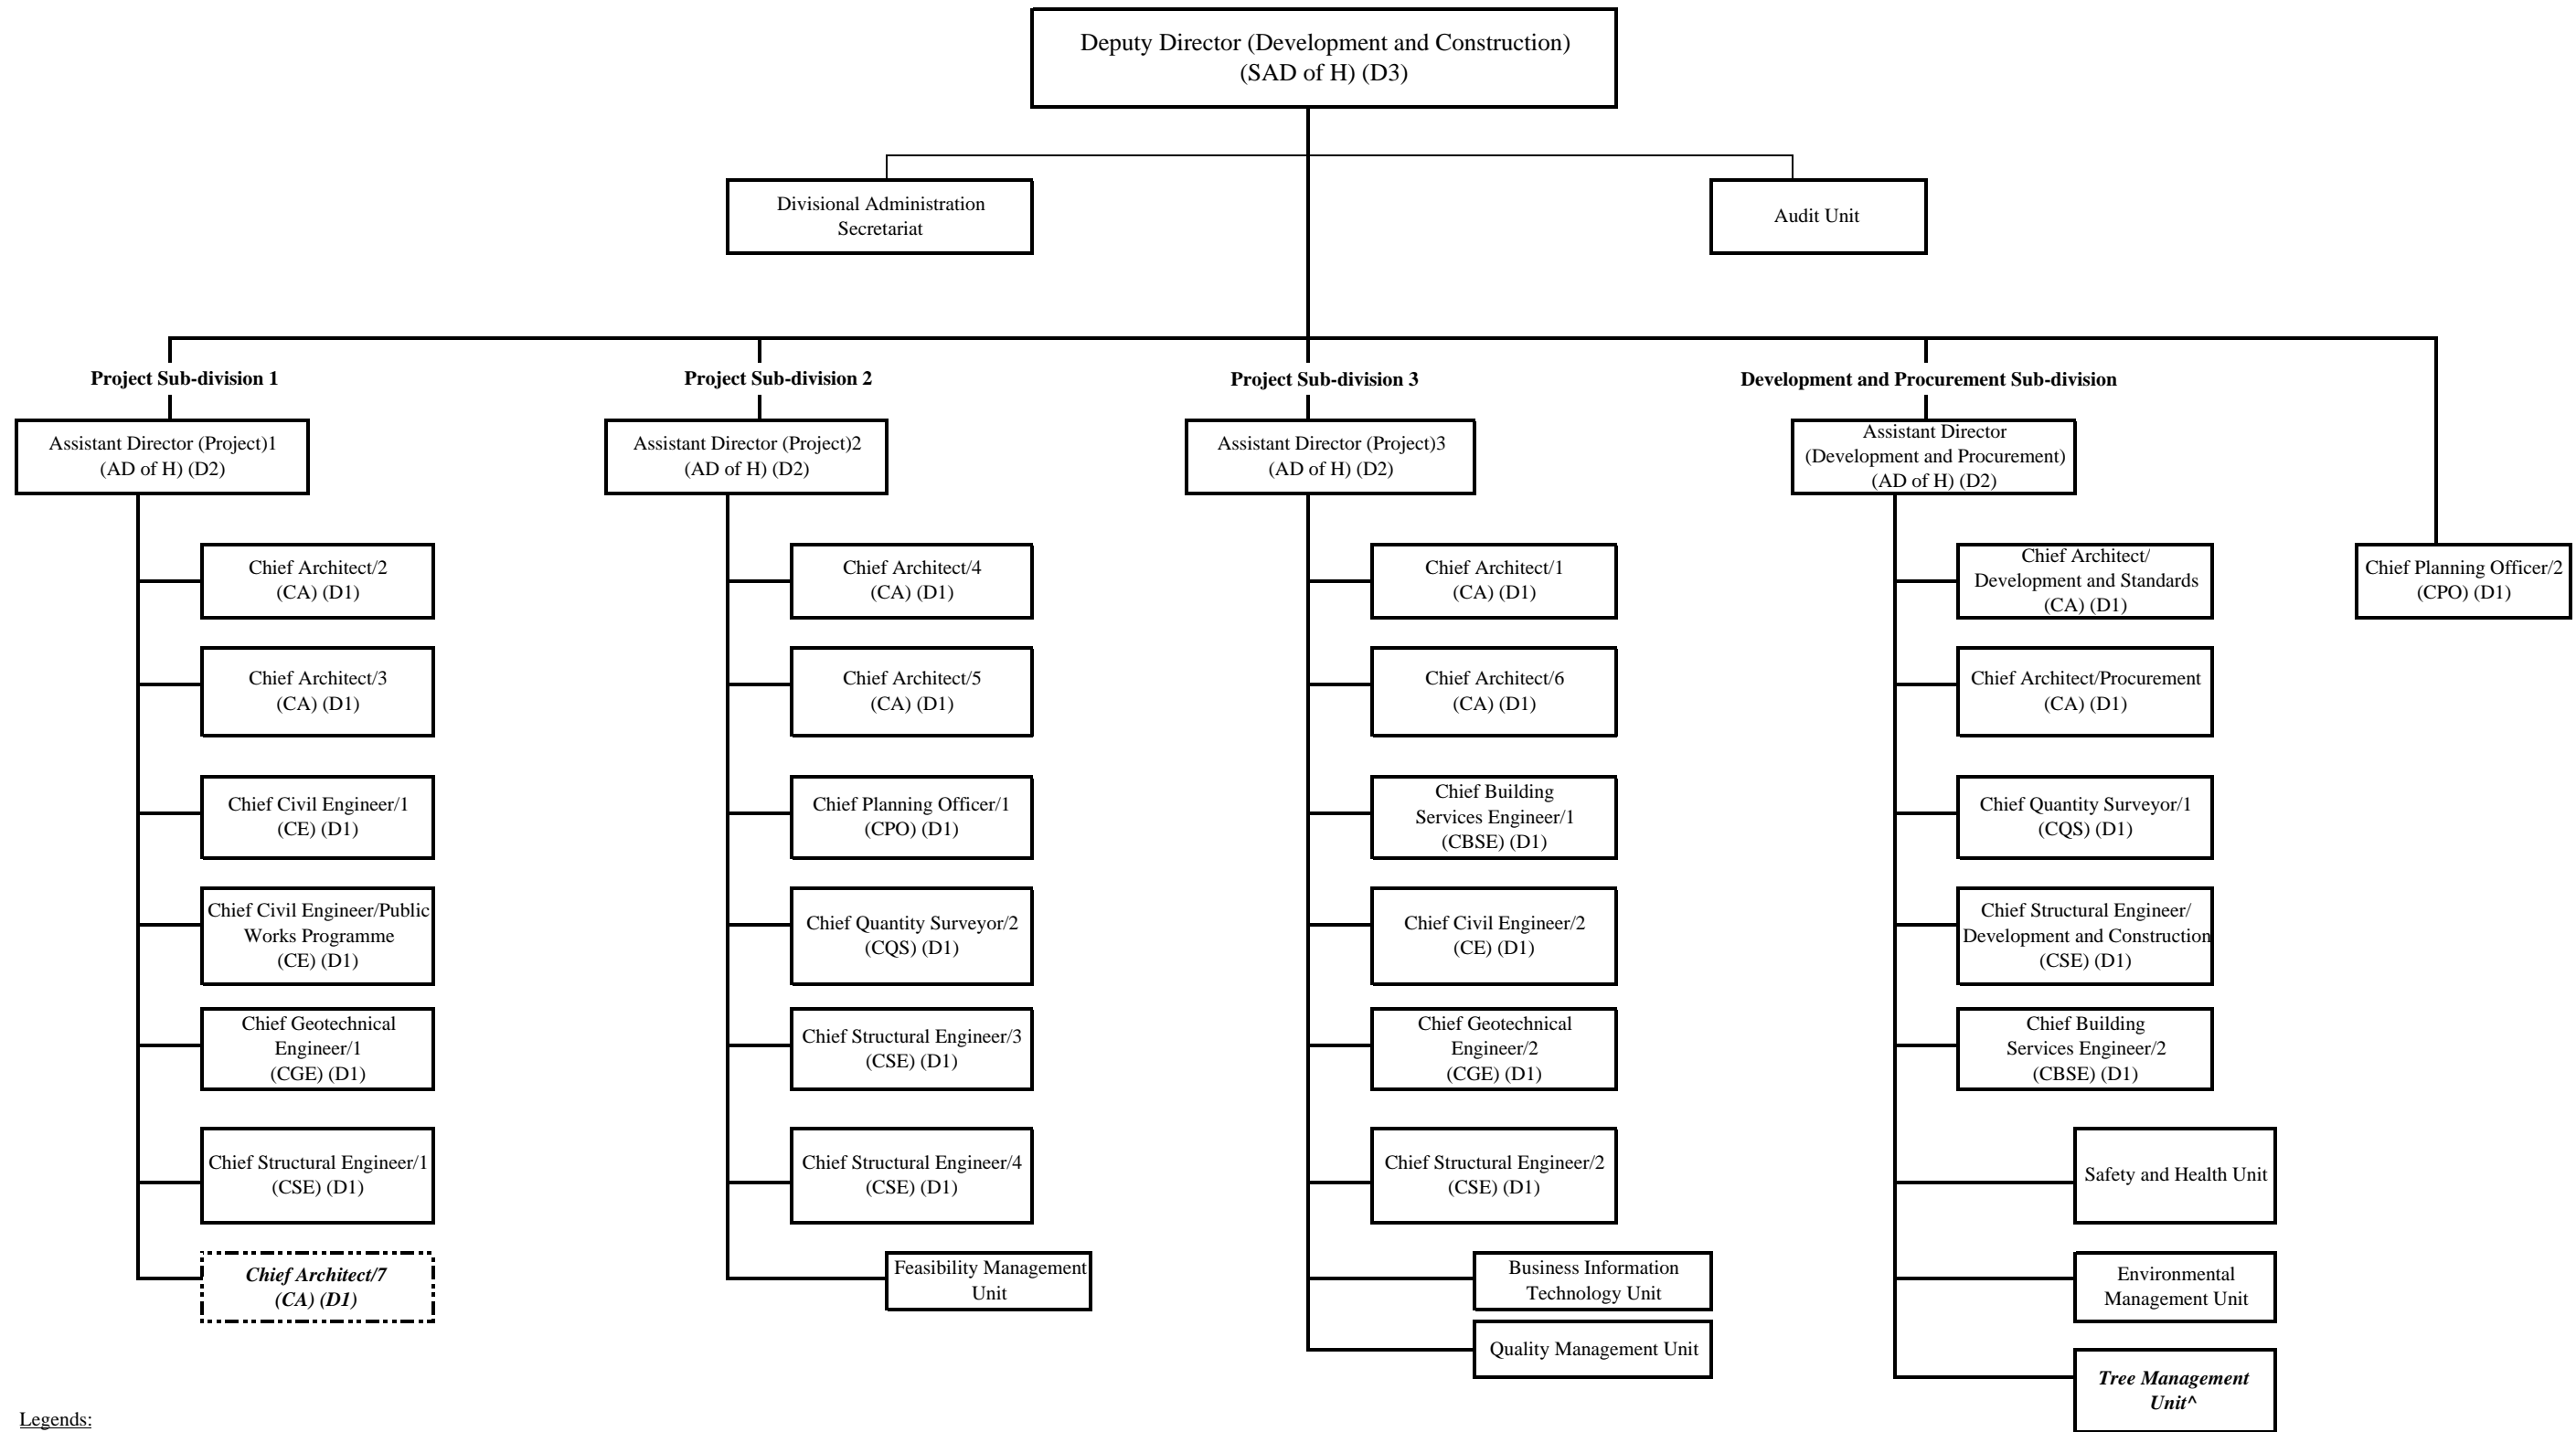 Deputy Director (Development and Construction)
(SAD of H) (D3)
Divisional Administration
Secretariat
Audit Unit
Project Sub-division 1
Project Sub-division 2
Project Sub-division 3
Development and Procurement Sub-division
Assistant Director (Project)1
(AD of H) (D2)
Assistant Director (Project)2
(AD of H) (D2)
Assistant Director (Project)3
(AD of H) (D2)
Assistant Director
(Development and Procurement)
(AD of H) (D2)
Chief Architect/2
(CA) (D1)
Chief Architect/4
(CA) (D1)
Chief Architect/1
(CA) (D1)
Chief Architect/
Development and Standards
(CA) (D1)
Chief Planning Officer/2
(CPO) (D1)
Chief Architect/3
(CA) (D1)
Chief Architect/5
(CA) (D1)
Chief Architect/6
(CA) (D1)
Chief Architect/Procurement
(CA) (D1)
Chief Civil Engineer/1
(CE) (D1)
Chief Planning Officer/1
(CPO) (D1)
Chief Building
Services Engineer/1
(CBSE) (D1)
Chief Quantity Surveyor/1
(CQS) (D1)
Chief Civil Engineer/Public
Works Programme
(CE) (D1)
Chief Quantity Surveyor/2
(CQS) (D1)
Chief Civil Engineer/2
(CE) (D1)
Chief Structural Engineer/
Development and Construction
(CSE) (D1)
Chief Geotechnical
Engineer/1
(CGE) (D1)
Chief Structural Engineer/3
(CSE) (D1)
Chief Geotechnical
Engineer/2
(CGE) (D1)
Chief Building
Services Engineer/2
(CBSE) (D1)
Chief Structural Engineer/1
(CSE) (D1)
Chief Structural Engineer/4
(CSE) (D1)
Chief Structural Engineer/2
(CSE) (D1)
Safety and Health Unit
Chief Architect/7
(CA) (D1)
Feasibility Management
Unit
Business Information
Technology Unit
Environmental
Management Unit
Quality Management Unit
Tree Management
Unit^
Legends: